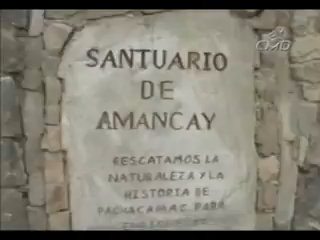 SANTUARIO
DE
AMANCAY
RESCATAMOS LA
NATURALEZA Y LA
HISTORIA DE
PACHACAMAC PARA